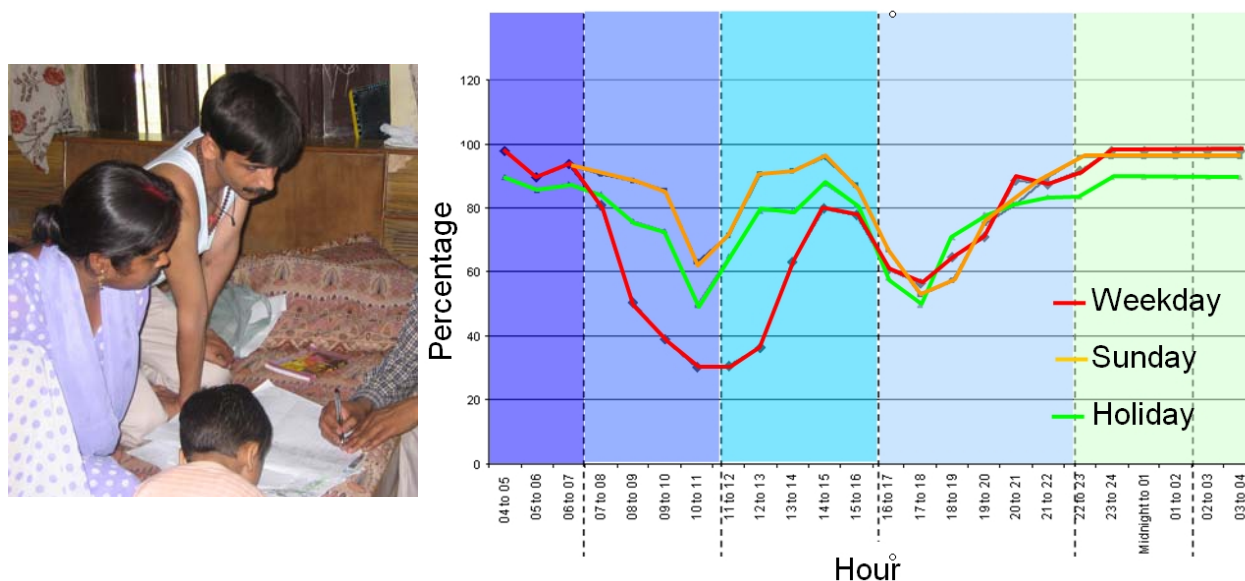 120
100
80
60
40
20
0
Percentage
Weekday
Sunday
Holiday
04 to 05
05 to 06
06 to 07
07 to 08
08 to 09
09 to 10
10 to 11
11 to 12
12 to 13
13 to 14
14 to 15
15 to 16
16 to 17
17 to 18
18 to 19
19 to 20
20 to 21
21 to 22
22 to 23
23 to 24
Midnight to 01
01 to 02
02 to 03
03 to 04
Hour